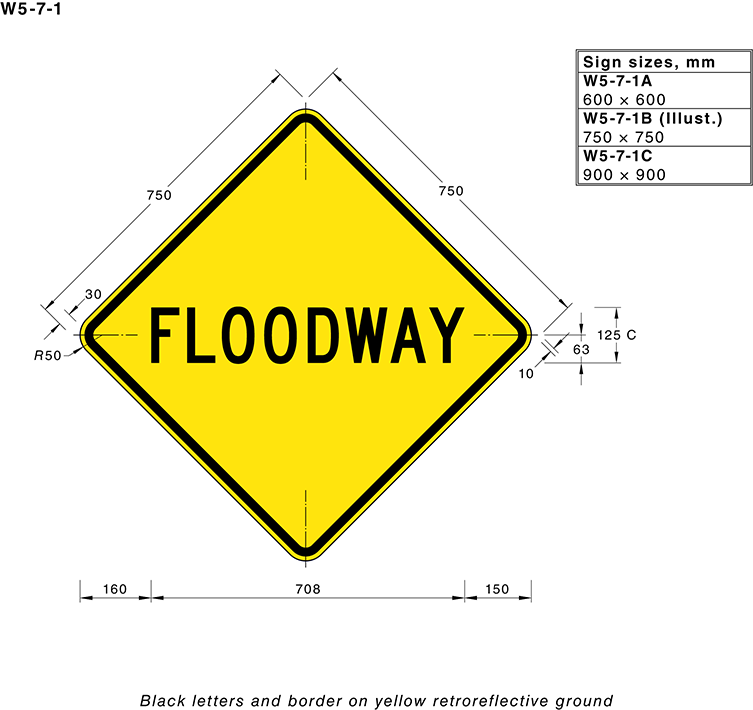 W5-7-1
Sign sizes, mm
W5-7-1A
600 × 600
W5-7-1B (Illust.)
750 × 750
W5-7-1C
900 × 900
750
750
30
R50
FLOODWAY
125 C
63
10
160
708
150
Black letters and border on yellow retroreflective ground